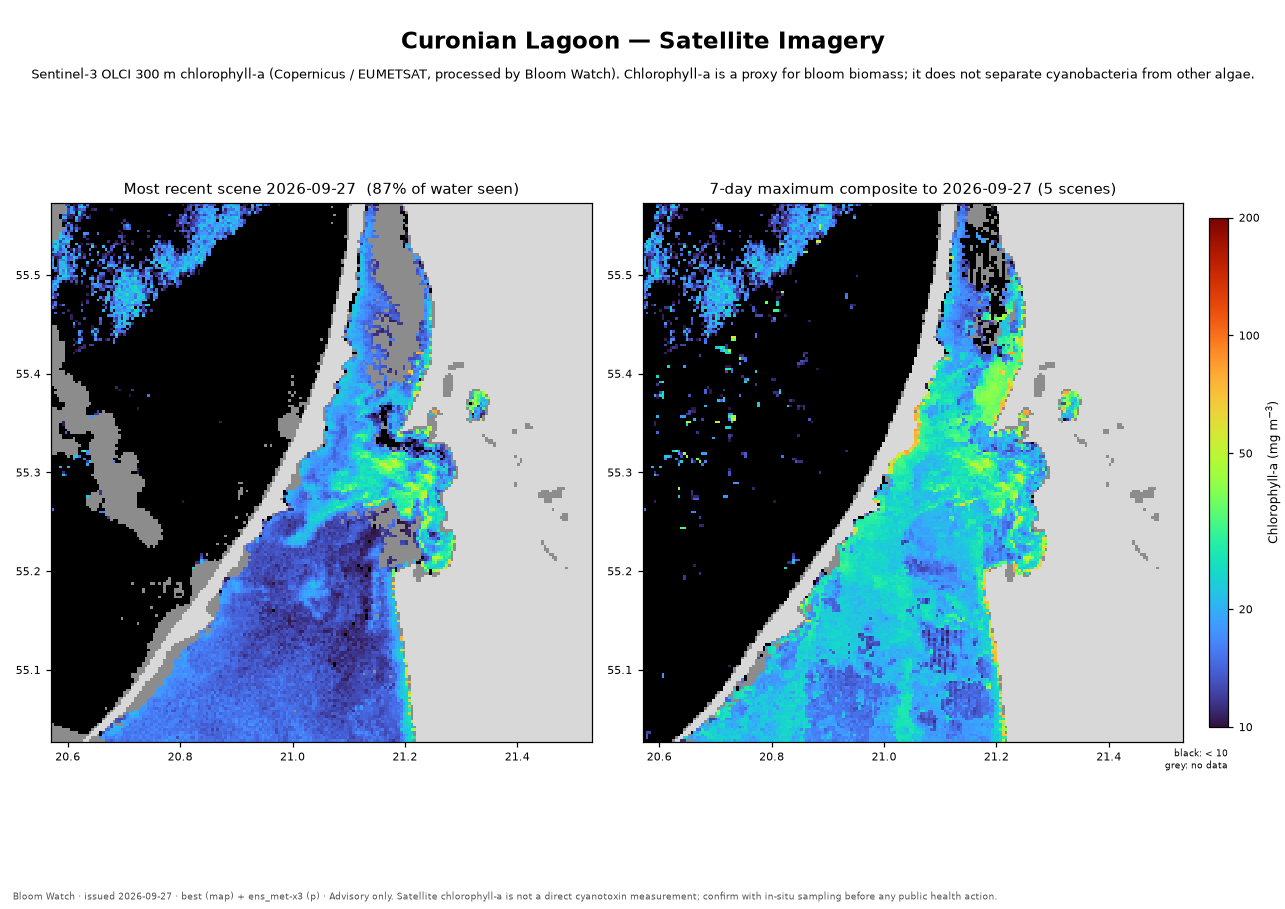 Curonian Lagoon — Satellite Imagery
Sentinel-3 OLCI 300 m chlorophyll-a (Copernicus / EUMETSAT, processed by Bloom Watch). Chlorophyll-a is a proxy for bloom biomass; it does not separate cyanobacteria from other algae.
Most recent scene 2026-09-27 (87% of water seen)
55.5
55.4
55.3
55.2
55.1
20.6 20.8 21.0 21.2 21.4
7-day maximum composite to 2026-09-27 (5 scenes)
55.5
55.4
55.3
55.2
55.1
20.6 20.8 21.0 21.2 21.4
200
100
50
20
10
Chlorophyll-a (mg m⁻³)
black: < 10
grey: no data
Bloom Watch · issued 2026-09-27 · best (map) + ens_met-x3 (p) · Advisory only. Satellite chlorophyll-a is not a direct cyanotoxin measurement; confirm with in-situ sampling before any public health action.